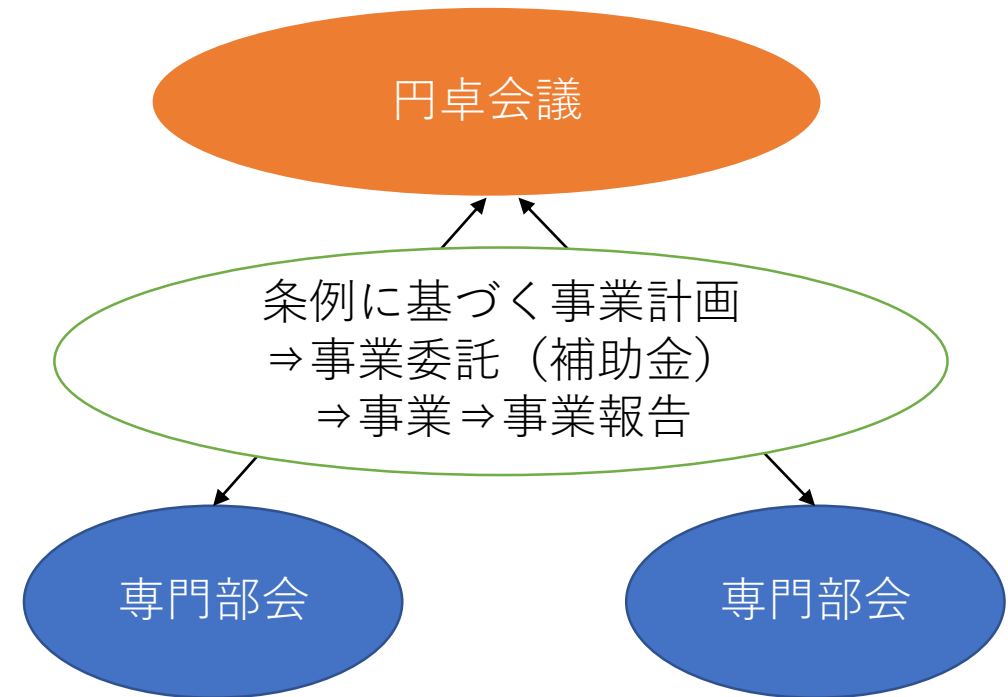 円卓会議
条例に基づく事業計画
⇒事業委託（補助金）
⇒事業⇒事業報告
専門部会
専門部会